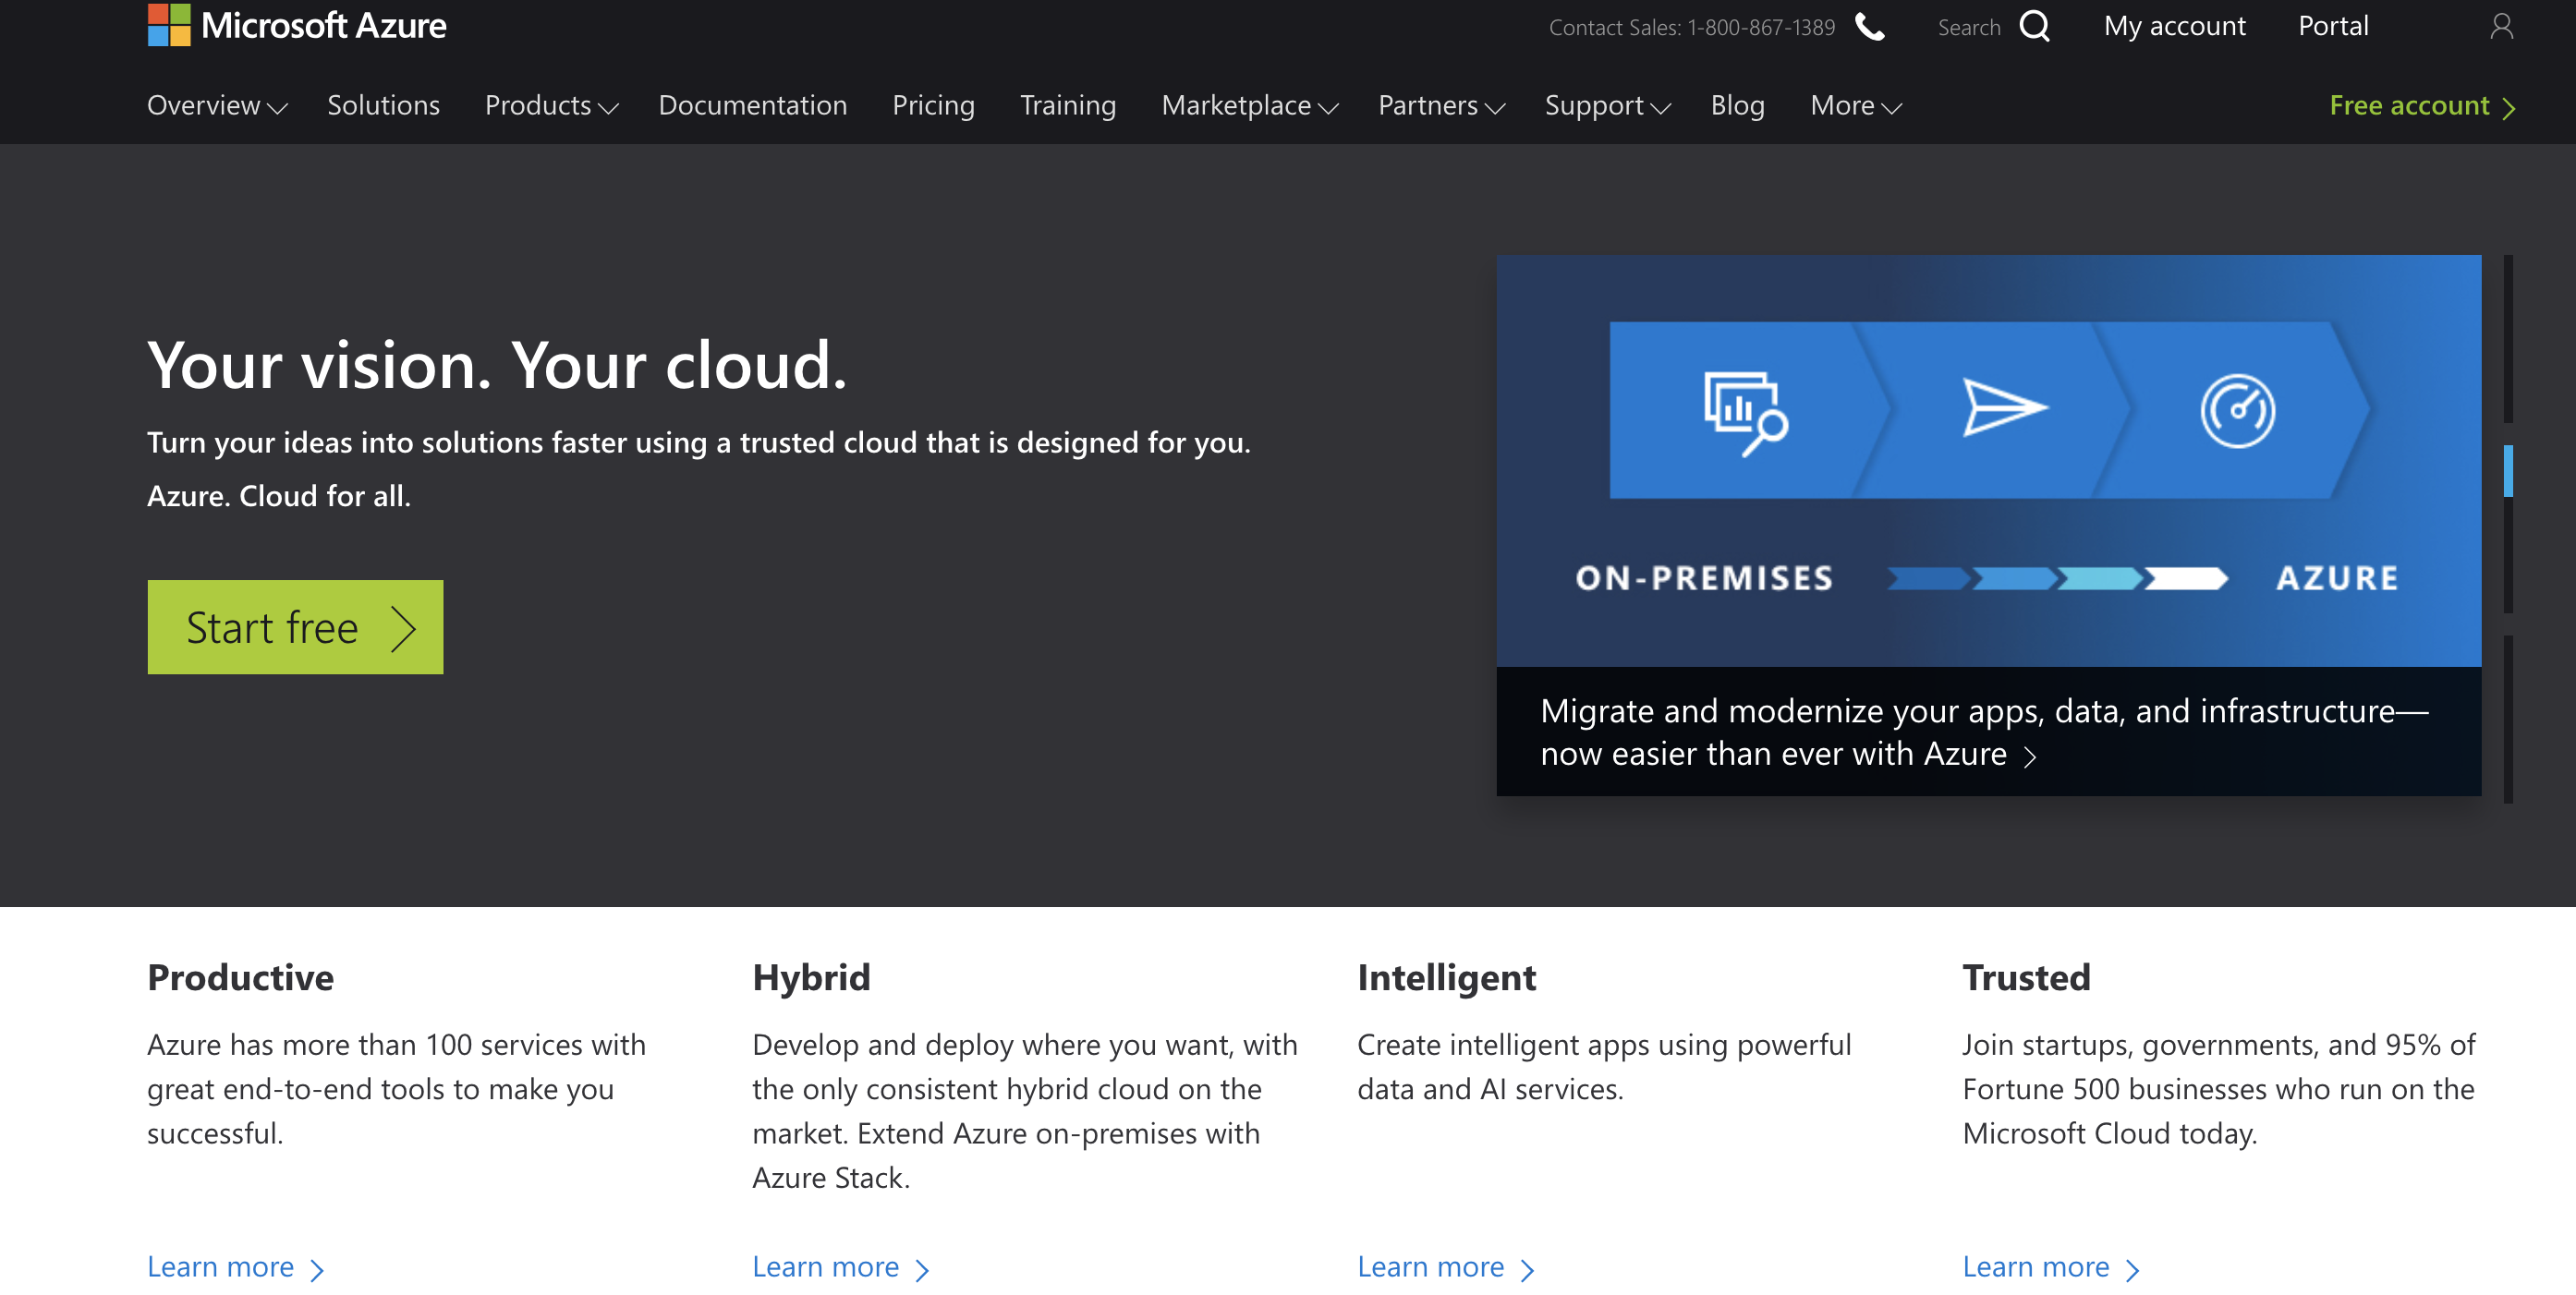 Microsoft Azure
Contact Sales: 1-800-867-1389
Search
My account
Portal
Overview
Solutions
Products
Documentation
Pricing
Training
Marketplace
Partners
Support
Blog
More
Free account
Your vision. Your cloud.
Turn your ideas into solutions faster using a trusted cloud that is designed for you.
Azure. Cloud for all.
Start free
ON-PREMISES
AZURE
Migrate and modernize your apps, data, and infrastructure—
now easier than ever with Azure
Productive
Azure has more than 100 services with
great end-to-end tools to make you
successful.
Learn more
Hybrid
Develop and deploy where you want, with
the only consistent hybrid cloud on the
market. Extend Azure on-premises with
Azure Stack.
Learn more
Intelligent
Create intelligent apps using powerful
data and AI services.
Learn more
Trusted
Join startups, governments, and 95% of
Fortune 500 businesses who run on the
Microsoft Cloud today.
Learn more